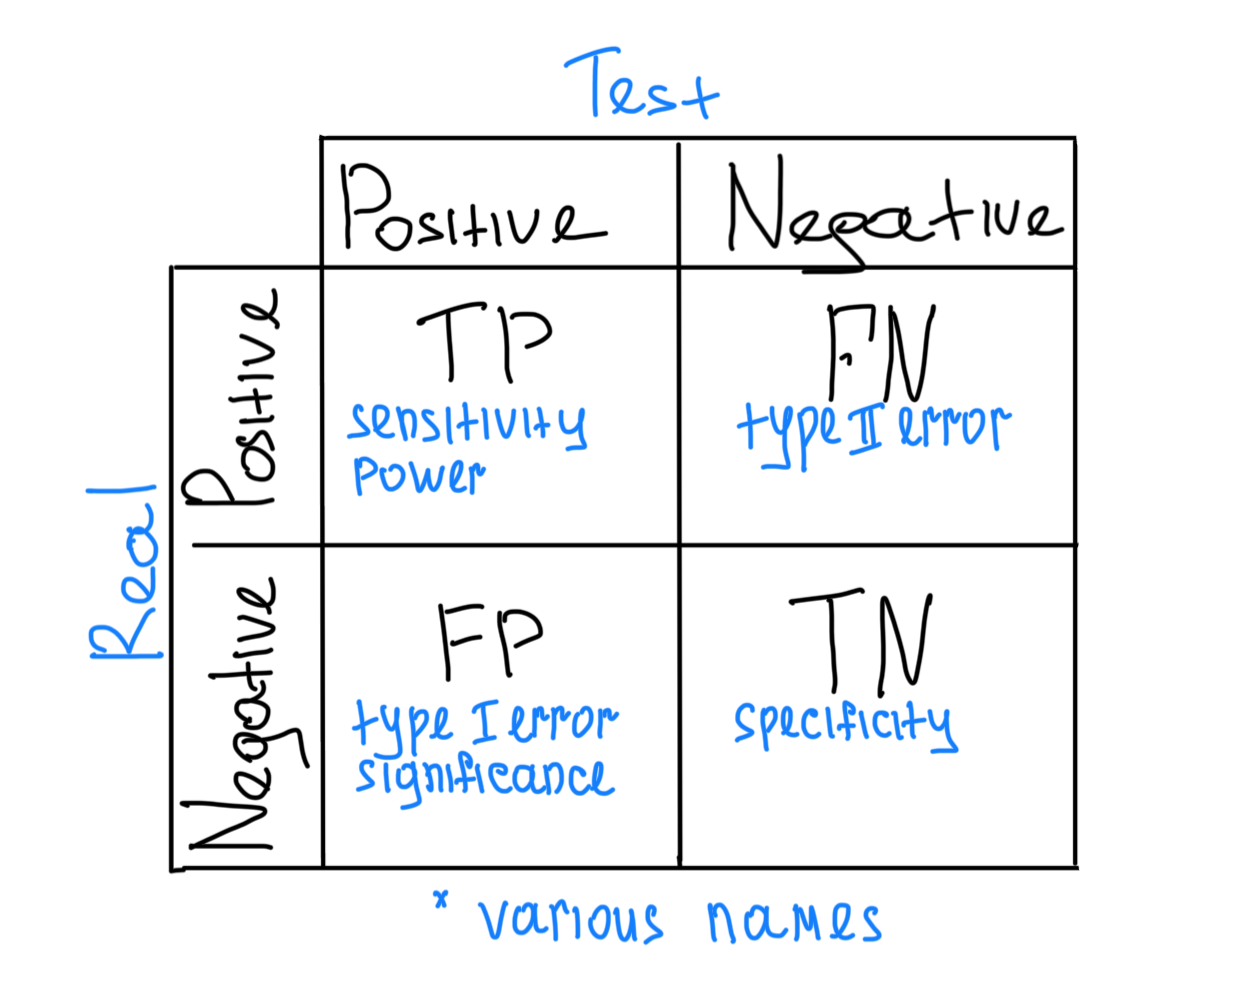 Test
Positive
Negative
Real
Positive
TP
sensitivity
power
FN
type II error
Negative
FP
type I error
significance
TN
specificity
* various names